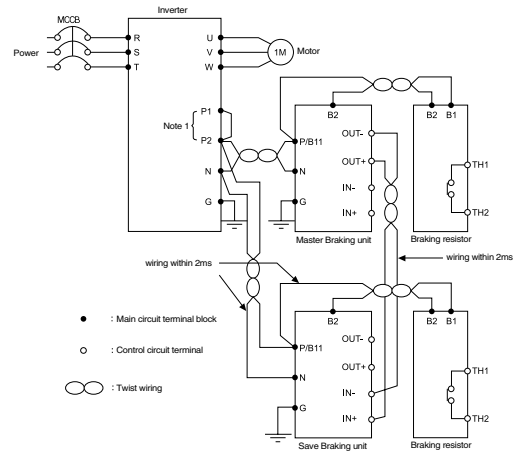 Inverter
MCCB
Power
R
S
T
U
V
W
1M
Motor
P1
Note 1
P2
N
G
B2
P/B11
N
G
OUT-
OUT+
IN-
IN+
Master Braking unit
B2
B1
TH1
TH2
Braking resistor
wiring within 2ms
wiring within 2ms
B2
P/B11
N
G
OUT-
OUT+
IN-
IN+
Save Braking unit
B2
B1
TH1
TH2
Braking resistor
: Main circuit terminal block
: Control circuit terminal
: Twist wiring